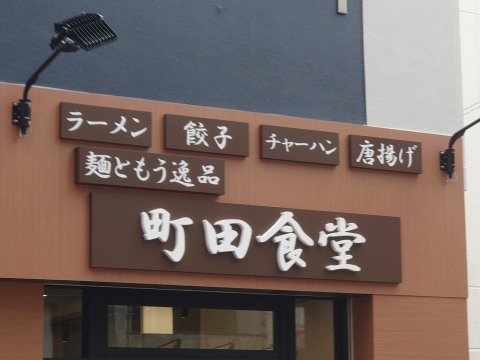 ラーメン
餃子
チャーハン
唐揚げ
麺ともう逸品
町田食堂